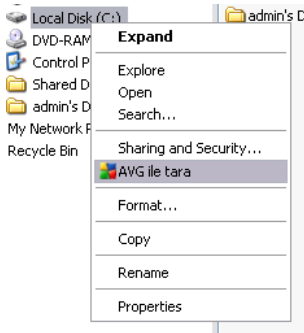 Local Disk (C:)
DVD-RAM
Control P
Shared D
admin's D
My Network P
Recycle Bin
Expand
Explore
Open
Search...
Sharing and Security...
AVG ile tara
Format...
Copy
Rename
Properties
admin's D